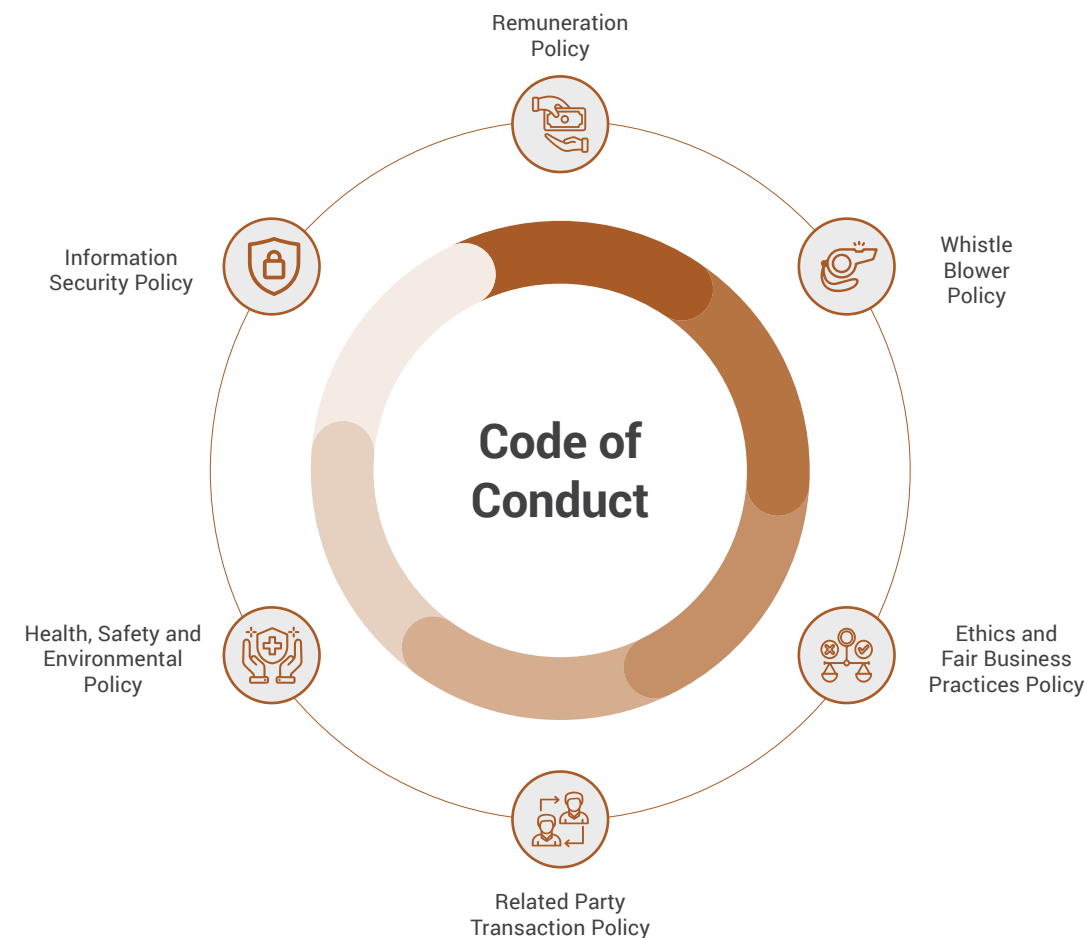 Remuneration
Policy
Information
Security Policy
Whistle
Blower
Policy
Code of
Conduct
Health, Safety and
Environmental
Policy
Ethics and
Fair Business
Practices Policy
Related Party
Transaction Policy